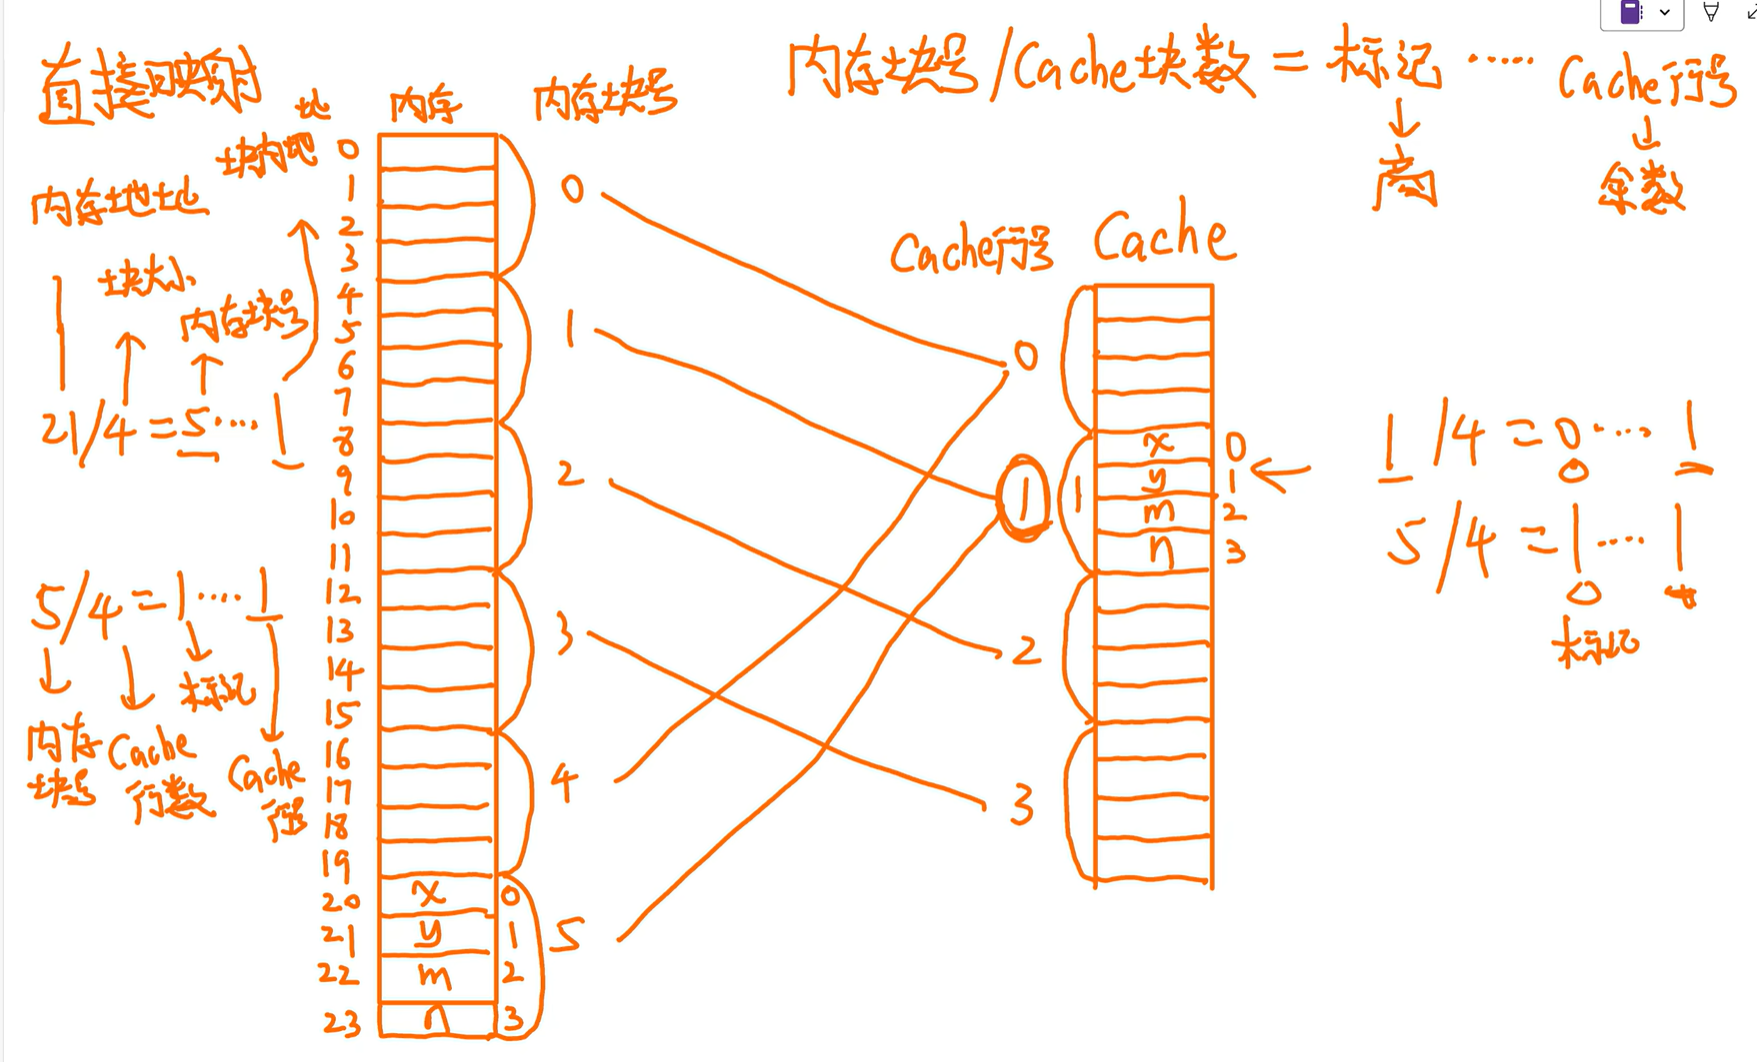 直接映射
内存块号/Cache块数 = 标记 ······ Cache行号
↓ 商
↓ 余数
地
块内地
内存
内存块号
内存地址
块大小
内存块号
21/4 = 5 ···· 1
5/4 = 1 ···· 1
内存块号
Cache行数
标记
Cache行号
0
1
2
3
4
5
6
7
8
9
10
11
12
13
14
15
16
17
18
19
20 x 0
21 y 1
22 m 2
23 n 3
0
1
2
3
4
5
Cache行号
Cache
0
1
2
3
1
x 0
y 1
m 2
n 3
1/4 = 0 ···· 1
5/4 = 1 ···· 1
标记